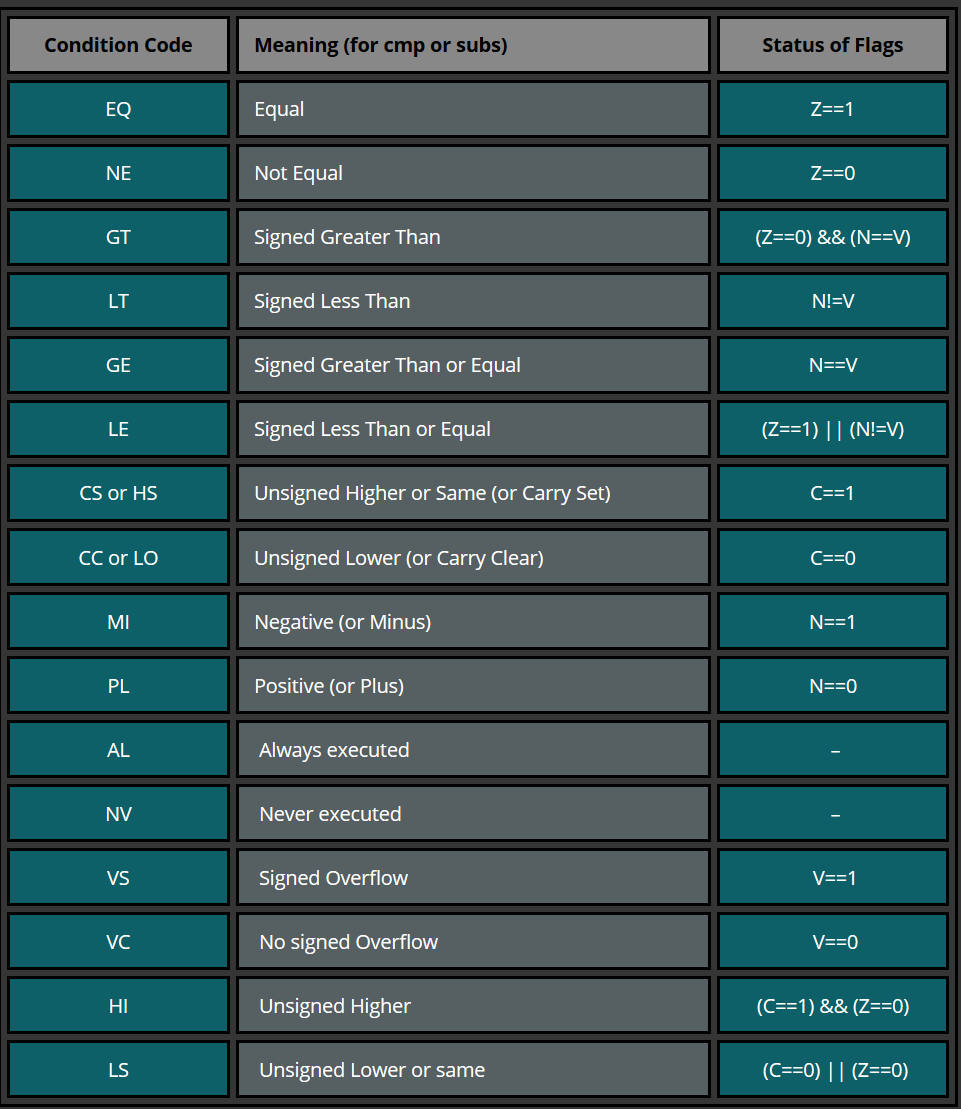 Condition Code Meaning (for cmp or subs) Status of Flags
EQ Equal Z==1
NE Not Equal Z==0
GT Signed Greater Than (Z==0) && (N==V)
LT Signed Less Than N!=V
GE Signed Greater Than or Equal N==V
LE Signed Less Than or Equal (Z==1) || (N!=V)
CS or HS Unsigned Higher or Same (or Carry Set) C==1
CC or LO Unsigned Lower (or Carry Clear) C==0
MI Negative (or Minus) N==1
PL Positive (or Plus) N==0
AL Always executed –
NV Never executed –
VS Signed Overflow V==1
VC No signed Overflow V==0
HI Unsigned Higher (C==1) && (Z==0)
LS Unsigned Lower or same (C==0) || (Z==0)